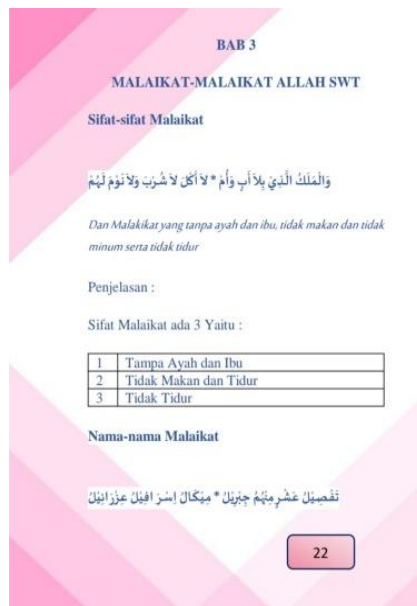 BAB 3
MALAIKAT-MALAIKAT ALLAH SWT
Sifat-sifat Malaikat
وَالْمَلَكُ الَّذِيْ بِلاَ أَبٍ وَأُمْ * لاَ أَكْلَ لاَ شُرْبَ وَلاَ نَوْمَ لَهُمْ
Dan Malakikat yang tanpa ayah dan ibu, tidak makan dan tidak
minum serta tidak tidur
Penjelasan :
Sifat Malaikat ada 3 Yaitu :
1 Tampa Ayah dan Ibu
2 Tidak Makan dan Tidur
3 Tidak Tidur
Nama-nama Malaikat
تَفْصِيْلُ عَشْرٍ مِنْهُمُ جِبْرِيْلُ * مِيْكَالُ اِسْرَ افِيْلُ عِزْرَائِيْلُ
22